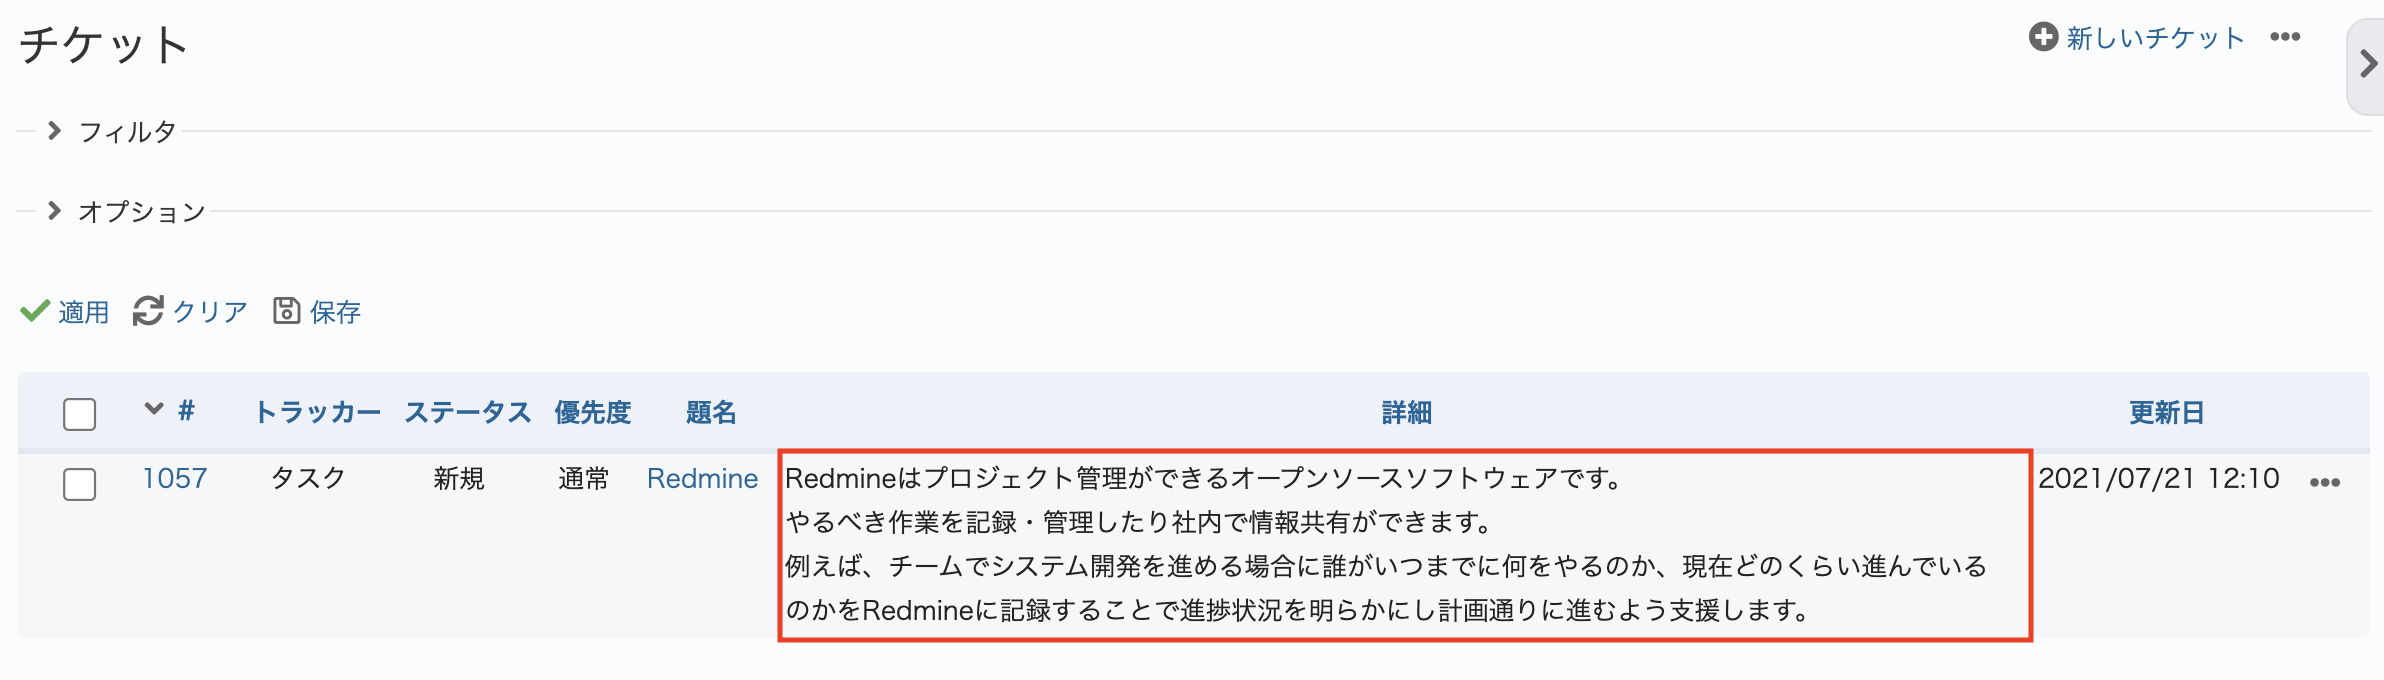 チケット
新しいチケット
フィルタ
オプション
適用 クリア 保存
# トラッカー ステータス 優先度 題名 詳細 更新日
1057 タスク 新規 通常 Redmine Redmineはプロジェクト管理ができるオープンソースソフトウェアです。 2021/07/21 12:10
やるべき作業を記録・管理したり社内で情報共有ができます。
例えば、チームでシステム開発を進める場合に誰がいつまでに何をやるのか、現在どのくらい進んでいる
のかをRedmineに記録することで進捗状況を明らかにし計画通りに進むよう支援します。